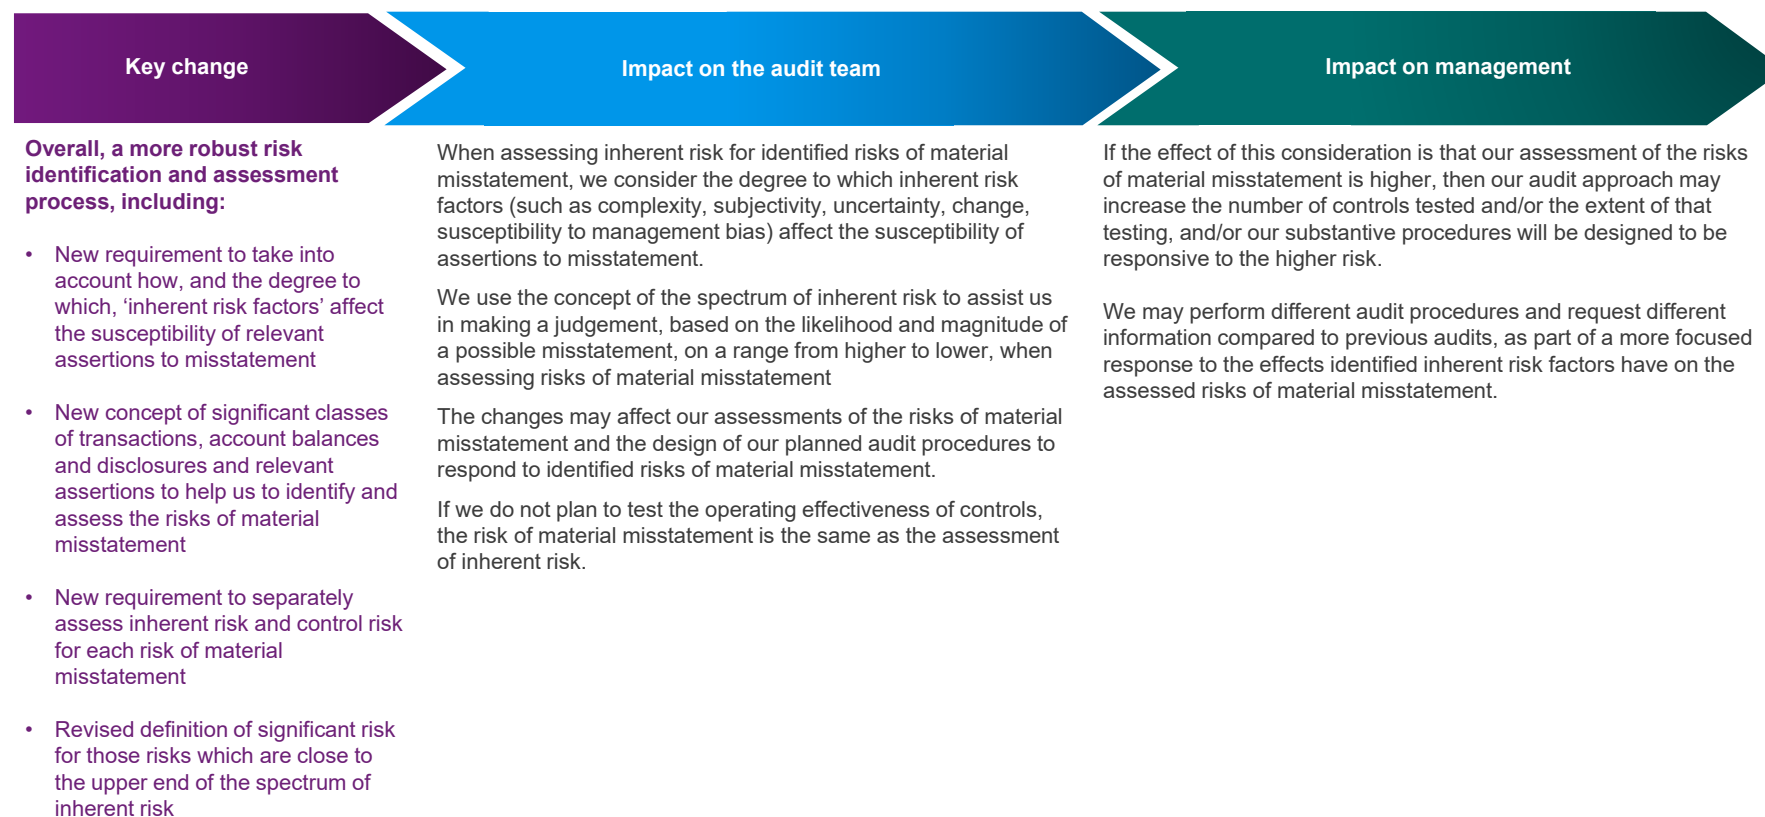 Key change
Impact on the audit team
Impact on management
Overall, a more robust risk
identification and assessment
process, including:
• New requirement to take into
account how, and the degree to
which, ‘inherent risk factors’ affect
the susceptibility of relevant
assertions to misstatement
• New concept of significant classes
of transactions, account balances
and disclosures and relevant
assertions to help us to identify and
assess the risks of material
misstatement
• New requirement to separately
assess inherent risk and control risk
for each risk of material
misstatement
• Revised definition of significant risk
for those risks which are close to
the upper end of the spectrum of
inherent risk
When assessing inherent risk for identified risks of material
misstatement, we consider the degree to which inherent risk
factors (such as complexity, subjectivity, uncertainty, change,
susceptibility to management bias) affect the susceptibility of
assertions to misstatement.
We use the concept of the spectrum of inherent risk to assist us
in making a judgement, based on the likelihood and magnitude of
a possible misstatement, on a range from higher to lower, when
assessing risks of material misstatement
The changes may affect our assessments of the risks of material
misstatement and the design of our planned audit procedures to
respond to identified risks of material misstatement.
If we do not plan to test the operating effectiveness of controls,
the risk of material misstatement is the same as the assessment
of inherent risk.
If the effect of this consideration is that our assessment of the risks
of material misstatement is higher, then our audit approach may
increase the number of controls tested and/or the extent of that
testing, and/or our substantive procedures will be designed to be
responsive to the higher risk.
We may perform different audit procedures and request different
information compared to previous audits, as part of a more focused
response to the effects identified inherent risk factors have on the
assessed risks of material misstatement.